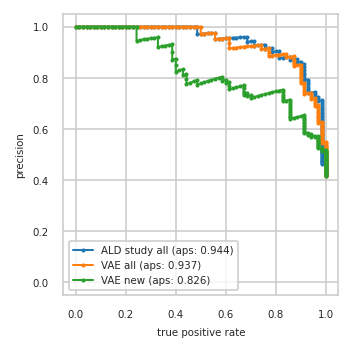 1.0
0.8
0.6
0.4
0.2
0.0
precision
ALD study all (aps: 0.944)
VAE all (aps: 0.937)
VAE new (aps: 0.826)
0.0 0.2 0.4 0.6 0.8 1.0
true positive rate